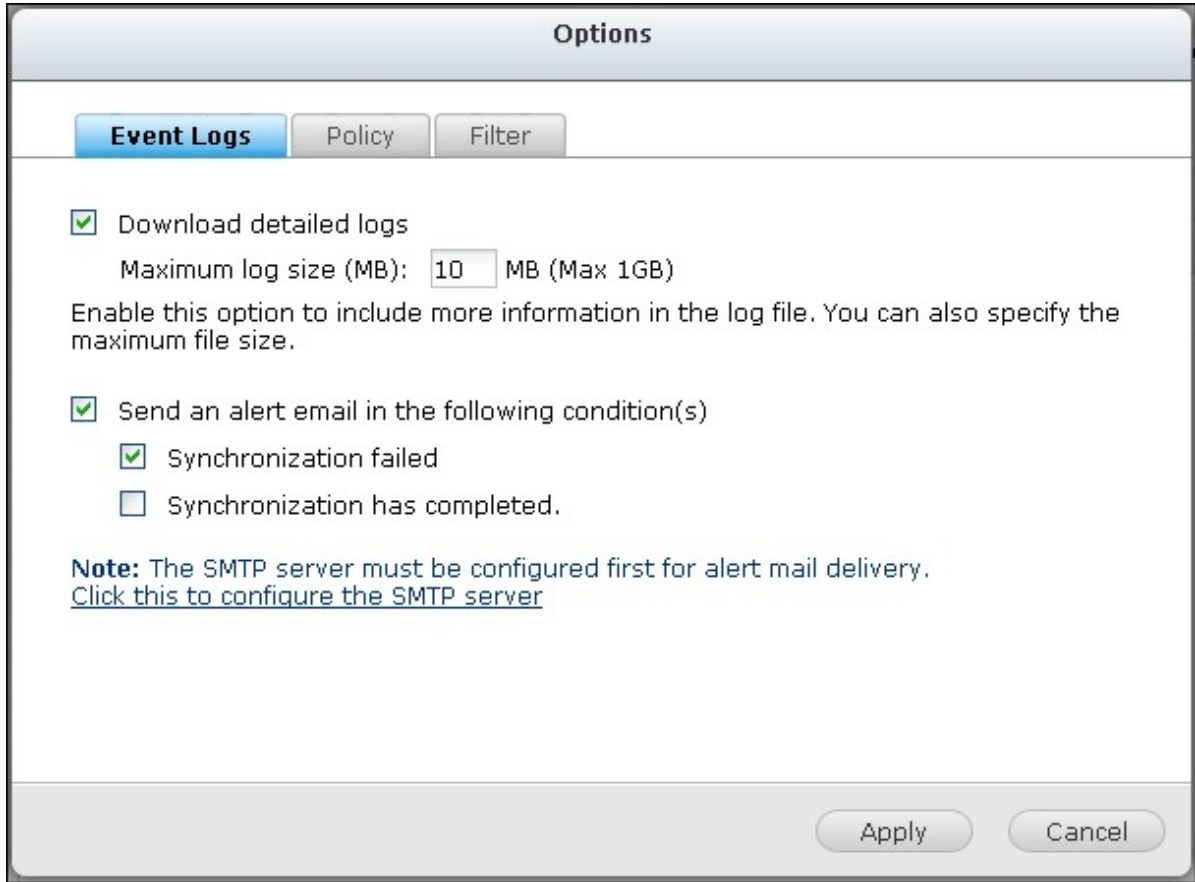 Options
Event Logs
Policy
Filter
Download detailed logs
Maximum log size (MB): 10 MB (Max 1GB)
Enable this option to include more information in the log file. You can also specify the
maximum file size.
Send an alert email in the following condition(s)
Synchronization failed
Synchronization has completed.
Note: The SMTP server must be configured first for alert mail delivery.
Click this to configure the SMTP server
Apply
Cancel